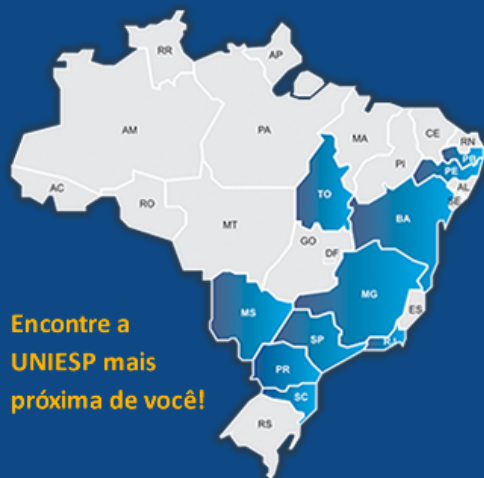 RR
AP
AM
PA
MA
CE
RN
PB
PI
PE
AL
SE
AC
RO
TO
BA
MT
GO
DF
MG
ES
MS
SP
RJ
PR
SC
RS
Encontre a
UNIESP mais
próxima de você!